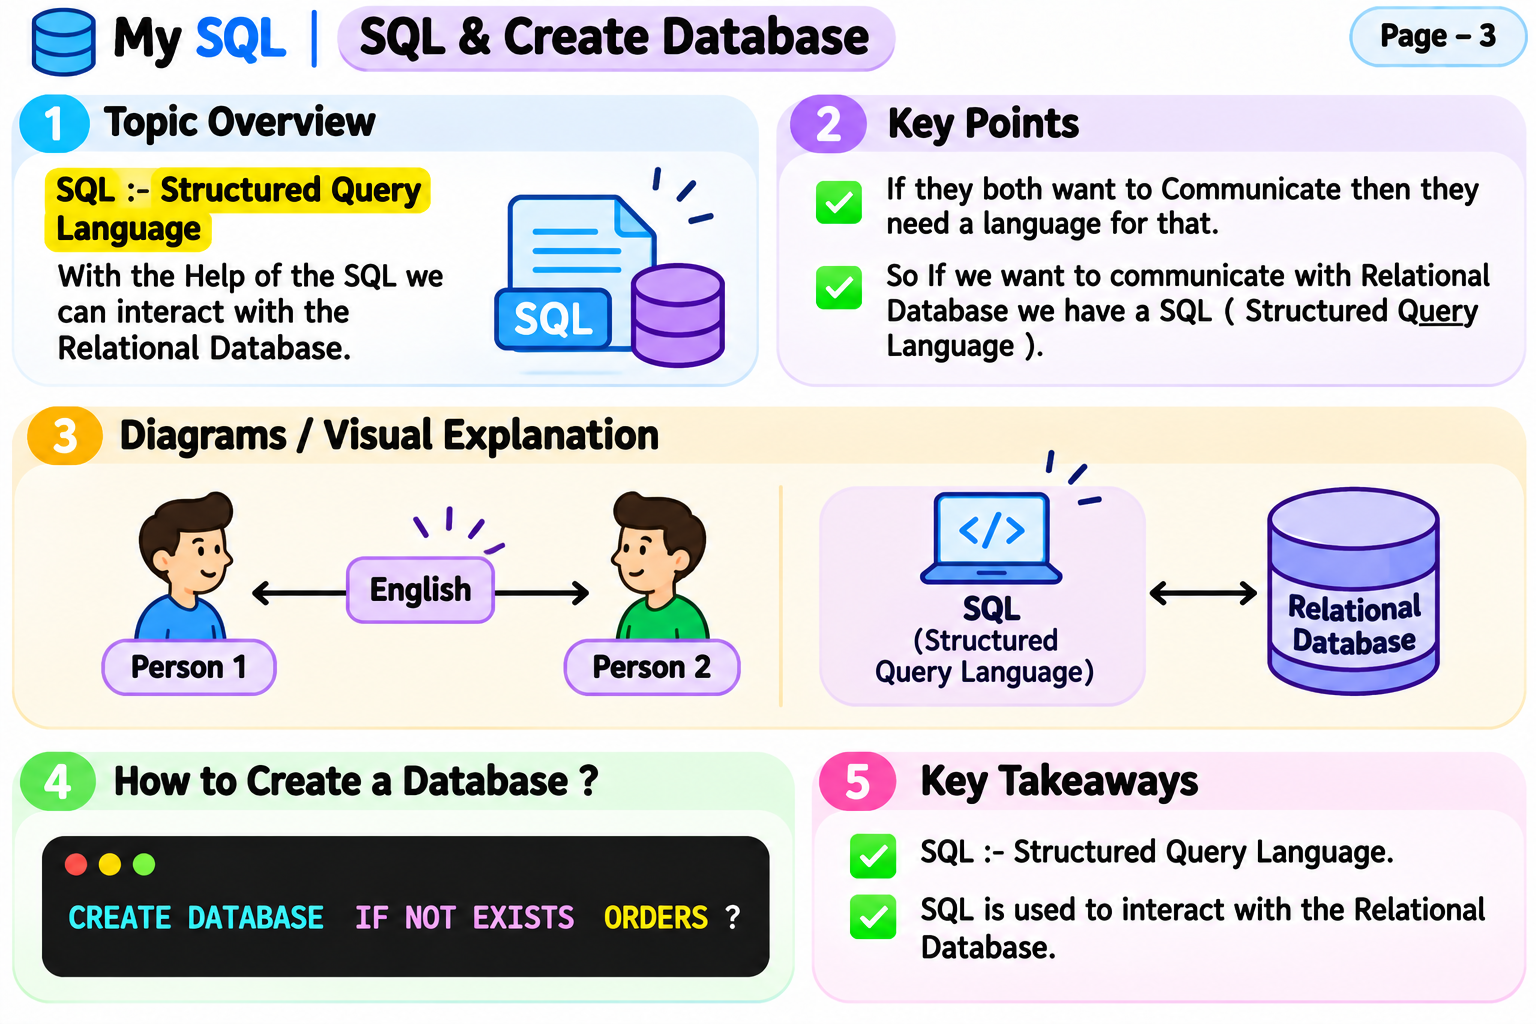 My SQL | SQL & Create Database
Page – 3
1 Topic Overview
SQL :- Structured Query
Language
With the Help of the SQL we
can interact with the
Relational Database.
SQL
2 Key Points
If they both want to Communicate then they
need a language for that.
So If we want to communicate with Relational
Database we have a SQL ( Structured Query
Language ).
3 Diagrams / Visual Explanation
Person 1
English
Person 2
</>
SQL
(Structured
Query Language)
Relational
Database
4 How to Create a Database ?
CREATE DATABASE IF NOT EXISTS ORDERS ?
5 Key Takeaways
SQL :- Structured Query Language.
SQL is used to interact with the Relational
Database.